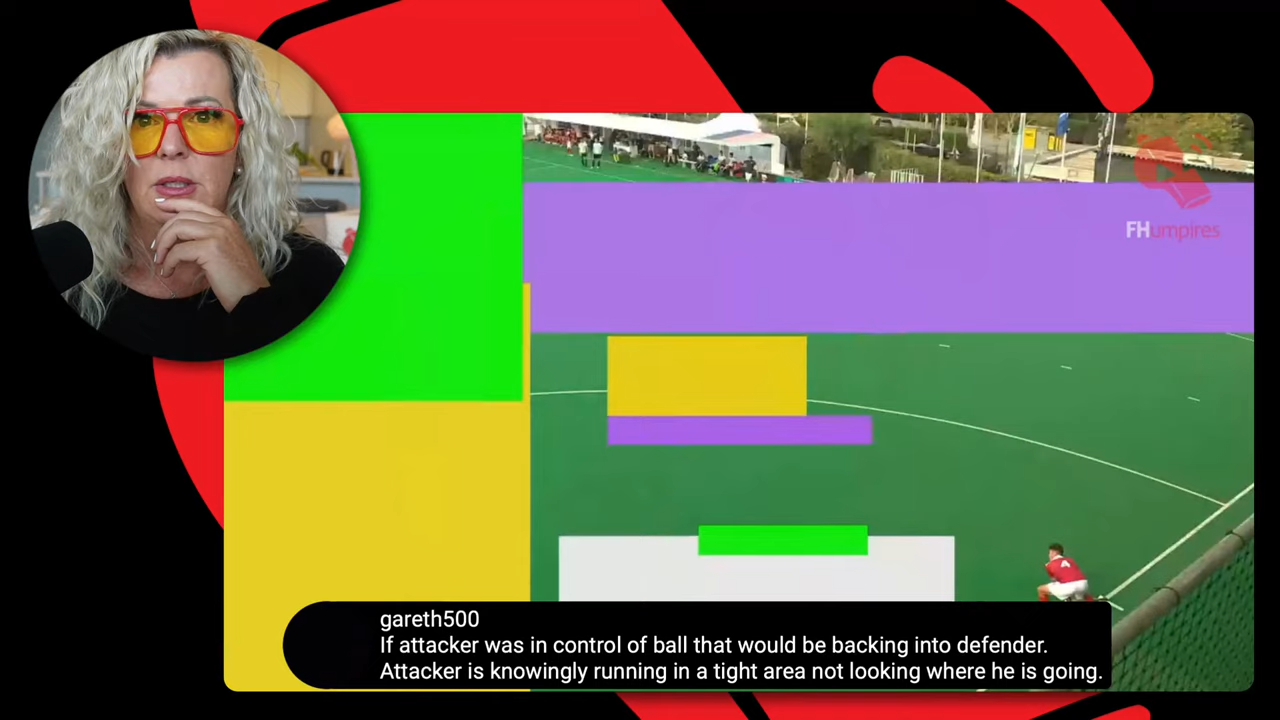 FHumpires
gareth500
If attacker was in control of ball that would be backing into defender.
Attacker is knowingly running in a tight area not looking where he is going.
4